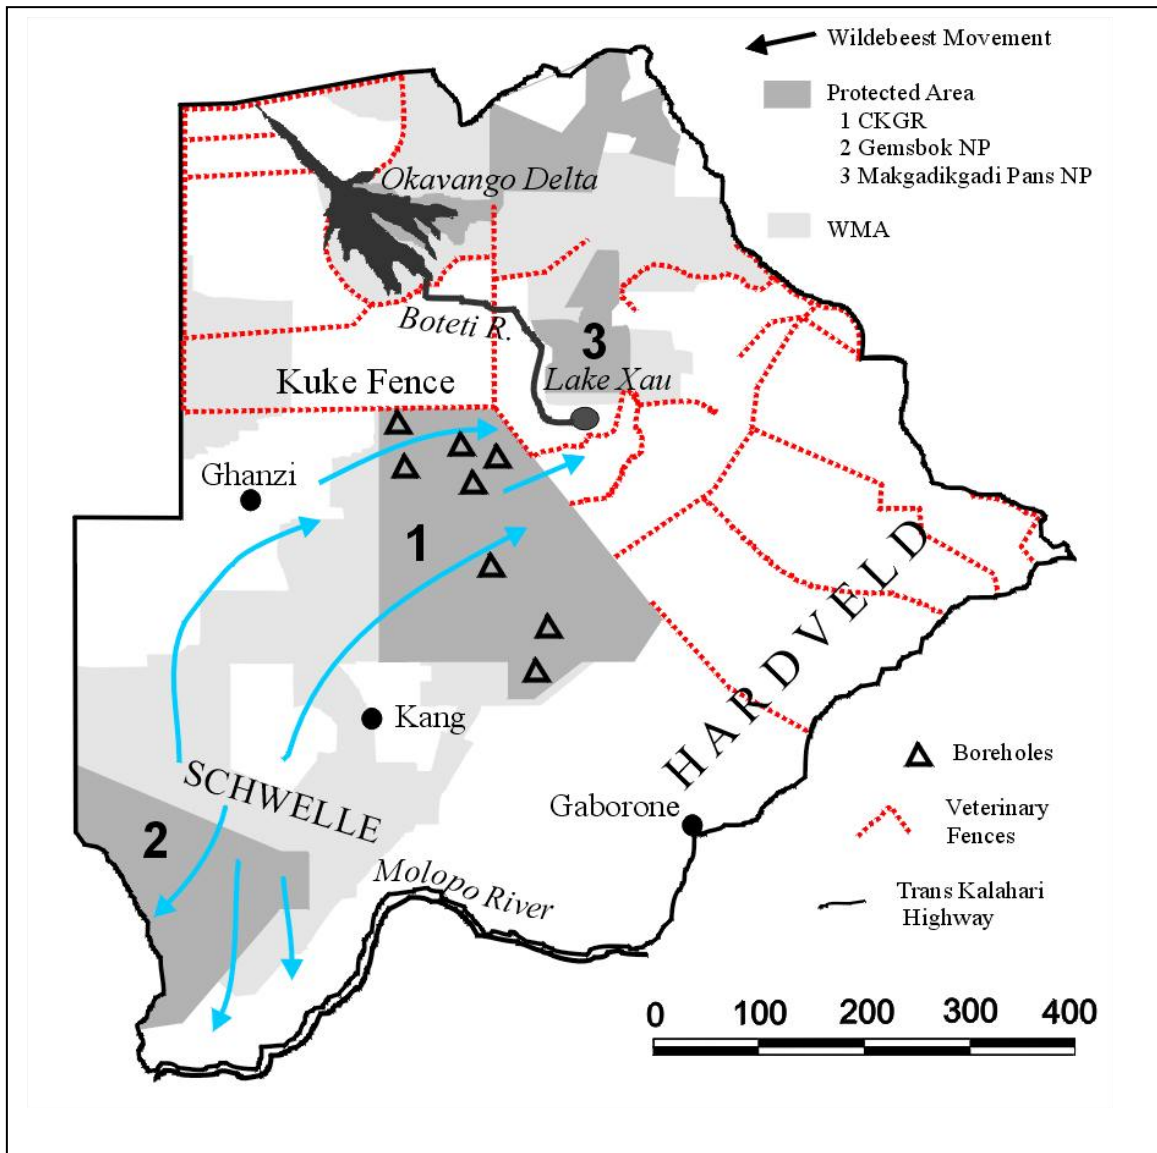 Wildebeest Movement
Protected Area
1 CKGR
2 Gemsbok NP
3 Makgadikgadi Pans NP
WMA
Okavango Delta
Boteti R.
3
Lake Xau
Kuke Fence
Ghanzi
1
HARDVELD
Kang
SCHWELLE
2
Gaborone
Molopo River
Boreholes
Veterinary
Fences
Trans Kalahari
Highway
0 100 200 300 400